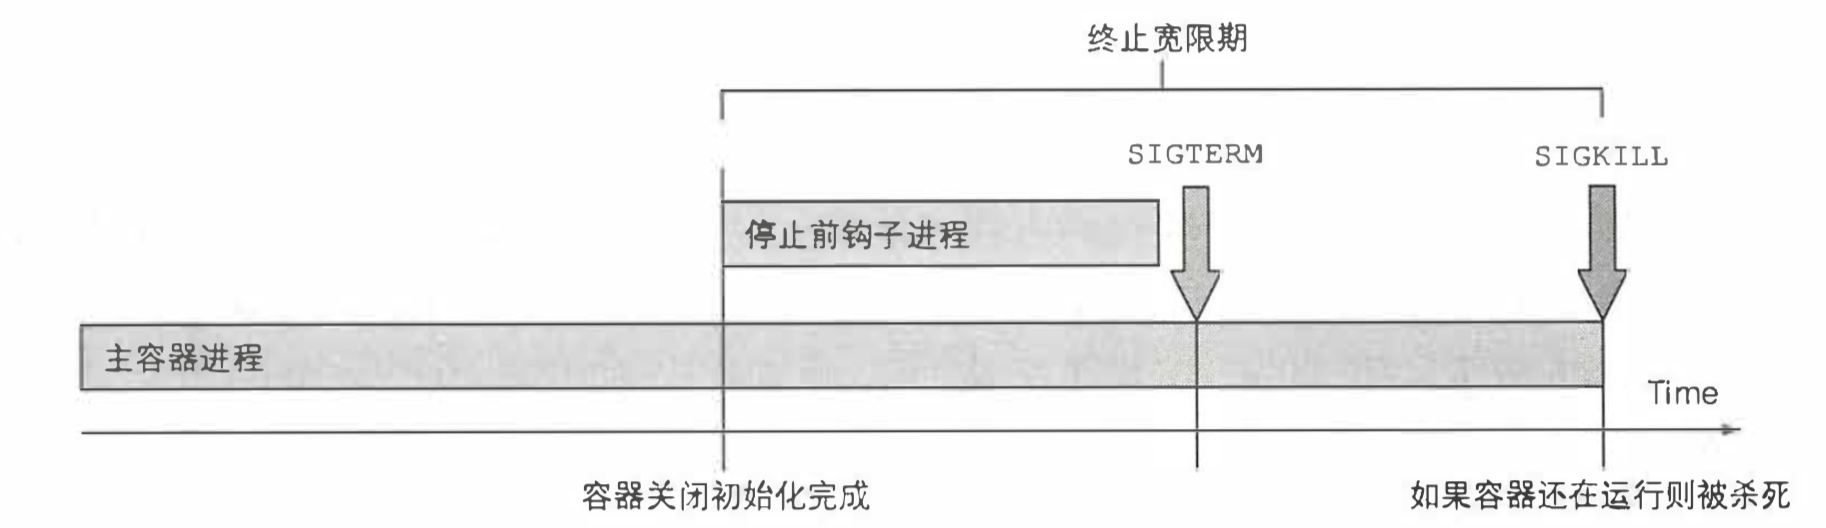 终止宽限期
SIGTERM
SIGKILL
停止前钩子进程
主容器进程
Time
容器关闭初始化完成
如果容器还在运行则被杀死